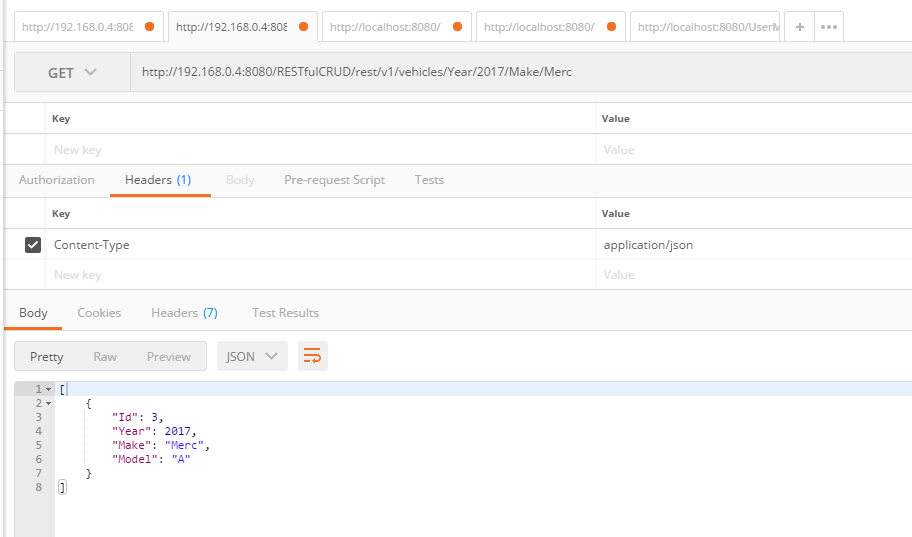 http://192.168.0.4:808 http://192.168.0.4:808 http://localhost:8080/ http://localhost:8080/ http://localhost:8080/UserM + •••
GET http://192.168.0.4:8080/RESTfulCRUD/rest/v1/vehicles/Year/2017/Make/Merc
Key Value
New key Value
Authorization Headers (1) Body Pre-request Script Tests
Key Value
Content-Type application/json
New key Value
Body Cookies Headers (7) Test Results
Pretty Raw Preview JSON
1 [
2 {
3 "Id": 3,
4 "Year": 2017,
5 "Make": "Merc",
6 "Model": "A"
7 }
8 ]